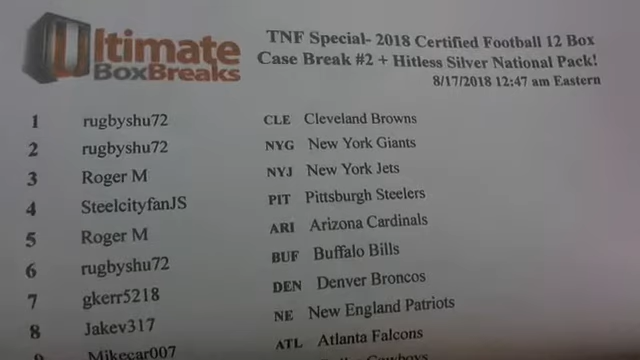 Ultimate
BoxBreaks
TNF Special- 2018 Certified Football 12 Box
Case Break #2 + Hitless Silver National Pack!
8/17/2018 12:47 am Eastern
1 rugbyshu72 CLE Cleveland Browns
2 rugbyshu72 NYG New York Giants
3 Roger M NYJ New York Jets
4 SteelcityfanJS PIT Pittsburgh Steelers
5 Roger M ARI Arizona Cardinals
6 rugbyshu72 BUF Buffalo Bills
7 gkerr5218 DEN Denver Broncos
8 Jakev317 NE New England Patriots
9 Mikecar007 ATL Atlanta Falcons
Cowboys